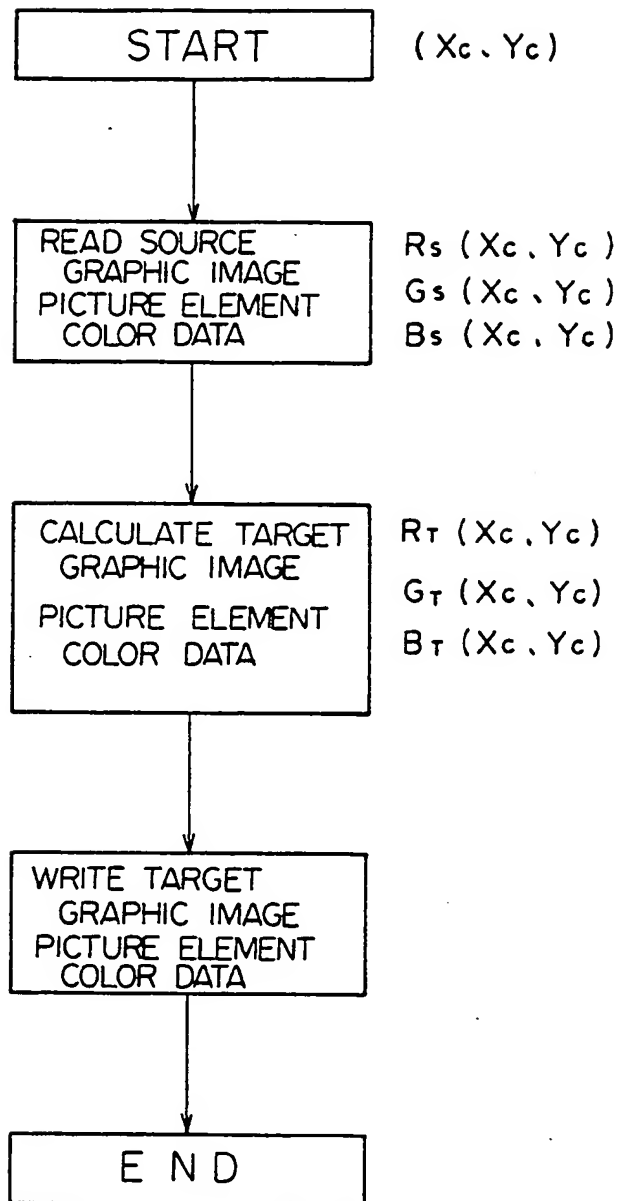 START (Xc、Yc)
READ SOURCE Rs (Xc、Yc)
GRAPHIC IMAGE Gs (Xc、Yc)
PICTURE ELEMENT Bs (Xc、Yc)
COLOR DATA
CALCULATE TARGET RT (Xc、Yc)
GRAPHIC IMAGE
PICTURE ELEMENT GT (Xc、Yc)
COLOR DATA BT (Xc、Yc)
WRITE TARGET
GRAPHIC IMAGE
PICTURE ELEMENT
COLOR DATA
END